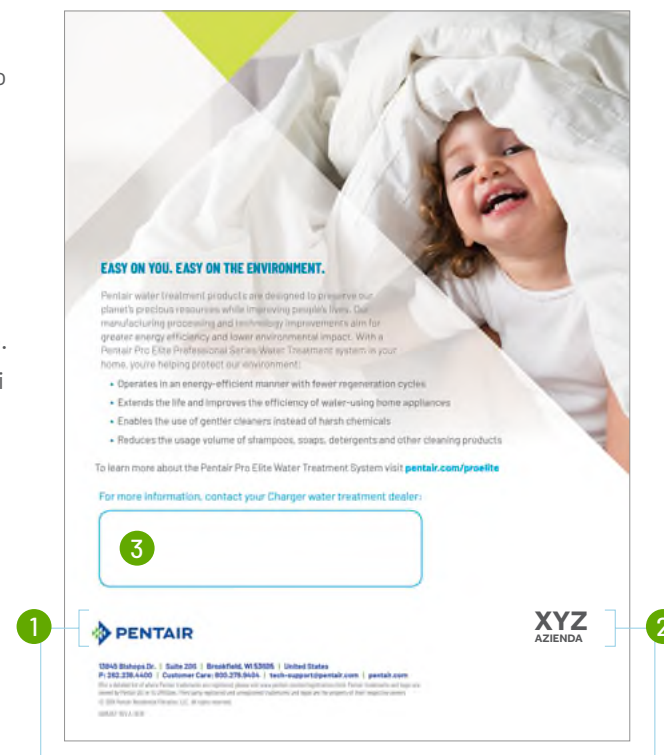 o
.
i
EASY ON YOU. EASY ON THE ENVIRONMENT.
Pentair water treatment products are designed to preserve our
planet's precious resources while improving people's lives. Our
manufacturing processing and technology improvements aim for
greater energy efficiency and lower environmental impact. With a
Pentair Pro Elite Professional Series Water Treatment system in your
home, you're helping protect our environment:
• Operates in an energy-efficient manner with fewer regeneration cycles
• Extends the life and improves the efficiency of water-using home appliances
• Enables the use of gentler cleaners instead of harsh chemicals
• Reduces the usage volume of shampoos, soaps, detergents and other cleaning products
To learn more about the Pentair Pro Elite Water Treatment System visit pentair.com/proelite
For more information, contact your Charger water treatment dealer:
3
1
PENTAIR
XYZ
AZIENDA
2
13845 Bishops Dr. | Suite 200 | Brookfield, WI 53005 | United States
P: 262.238.4400 | Customer Care: 800.279.9404 | tech-support@pentair.com | pentair.com